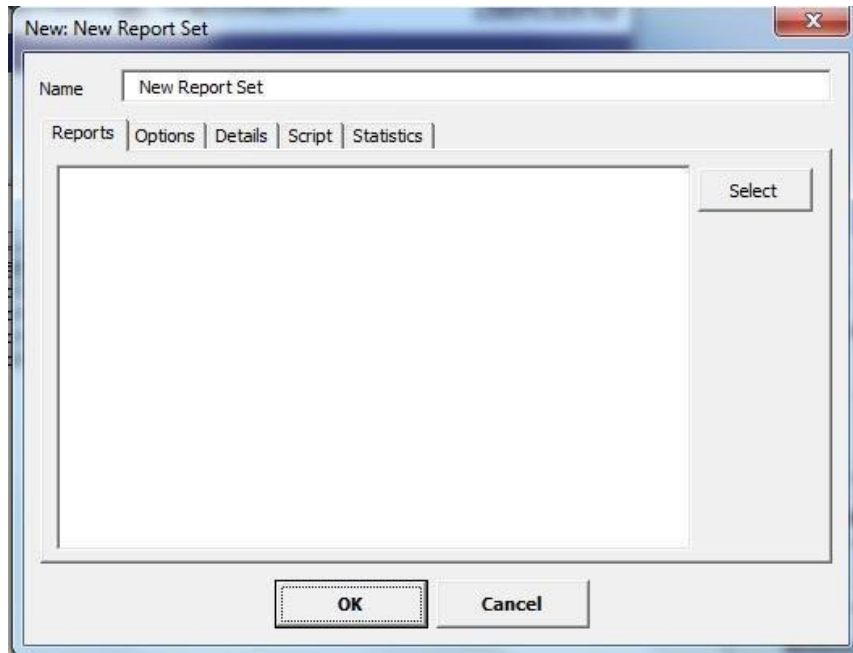 New: New Report Set
Name New Report Set
Reports Options Details Script Statistics
Select
OK Cancel